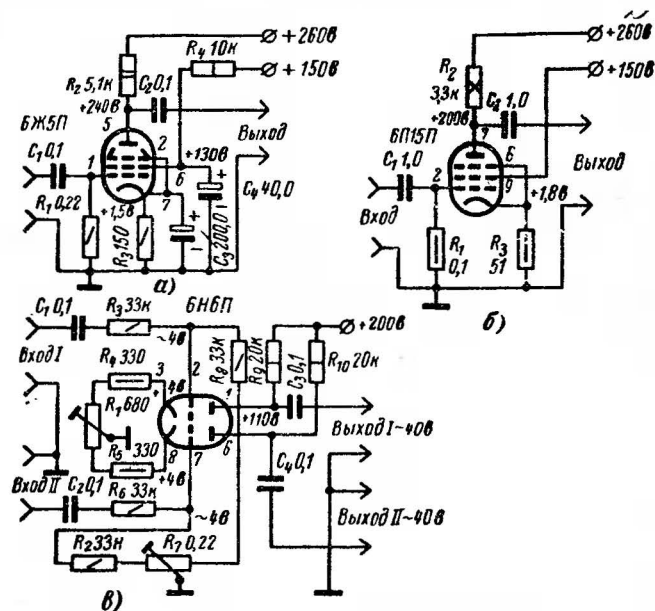 +260в
R4 10к
+150в
R2 5,1к
C2 0,1
+240в
5
Выход
6Ж5П
C1 0,1
1
2
6
7
+130в
C4 40,0
R1 0,22
+1,5в
R3 150
C3 200,0
а)
+260в
+150в
R2
3,3к
+200в
7
C2 1,0
6П15П
Выход
C1 1,0
2
6
9
+1,8в
Вход
R1
0,1
R3
51
б)
C1 0,1
R3 33к
6Н6П
~4в
+200в
Вход I
R4 330
3
+4в
2
R8 33к
R9 20к
C3 0,1
R10 20к
R1 680
1
+110в
Выход I ~40в
R5 330
8
7
6
+4в
C4 0,1
Вход II
C2 0,1
R6 33к
~4в
Выход II ~40в
R2 33к
R7 0,22
в)